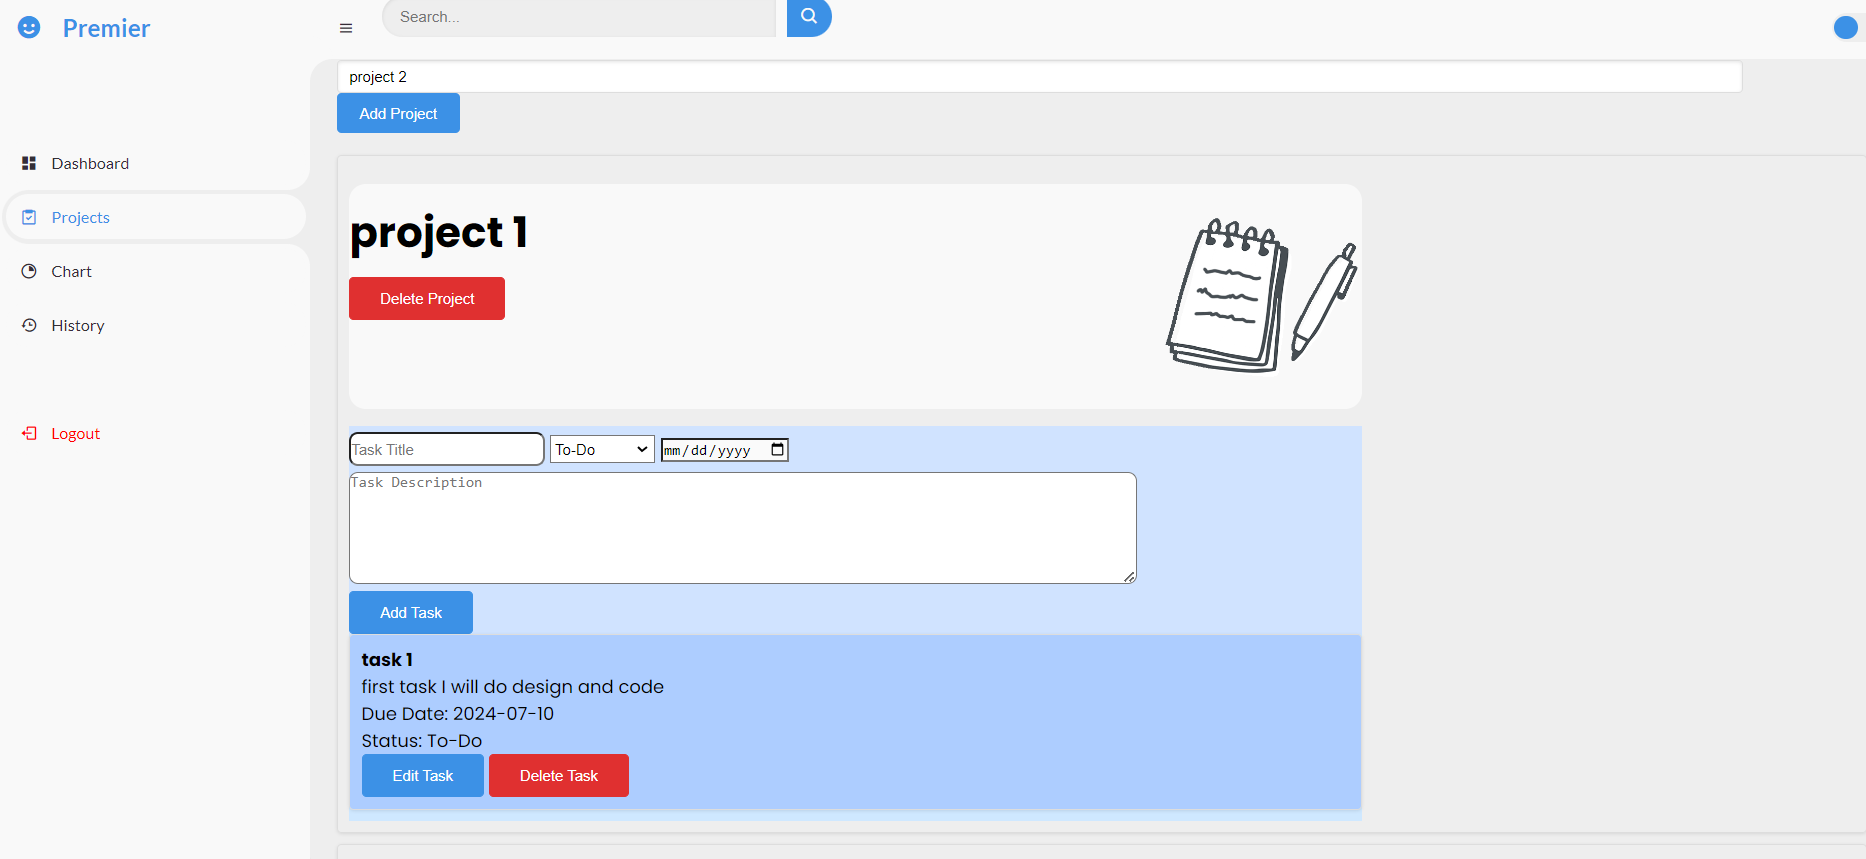 Premier
Search...
Dashboard
Projects
Chart
History
Logout
project 2
Add Project
project 1
Delete Project
Task Title To-Do mm/dd/yyyy
Task Description
Add Task
task 1
first task I will do design and code
Due Date: 2024-07-10
Status: To-Do
Edit Task Delete Task